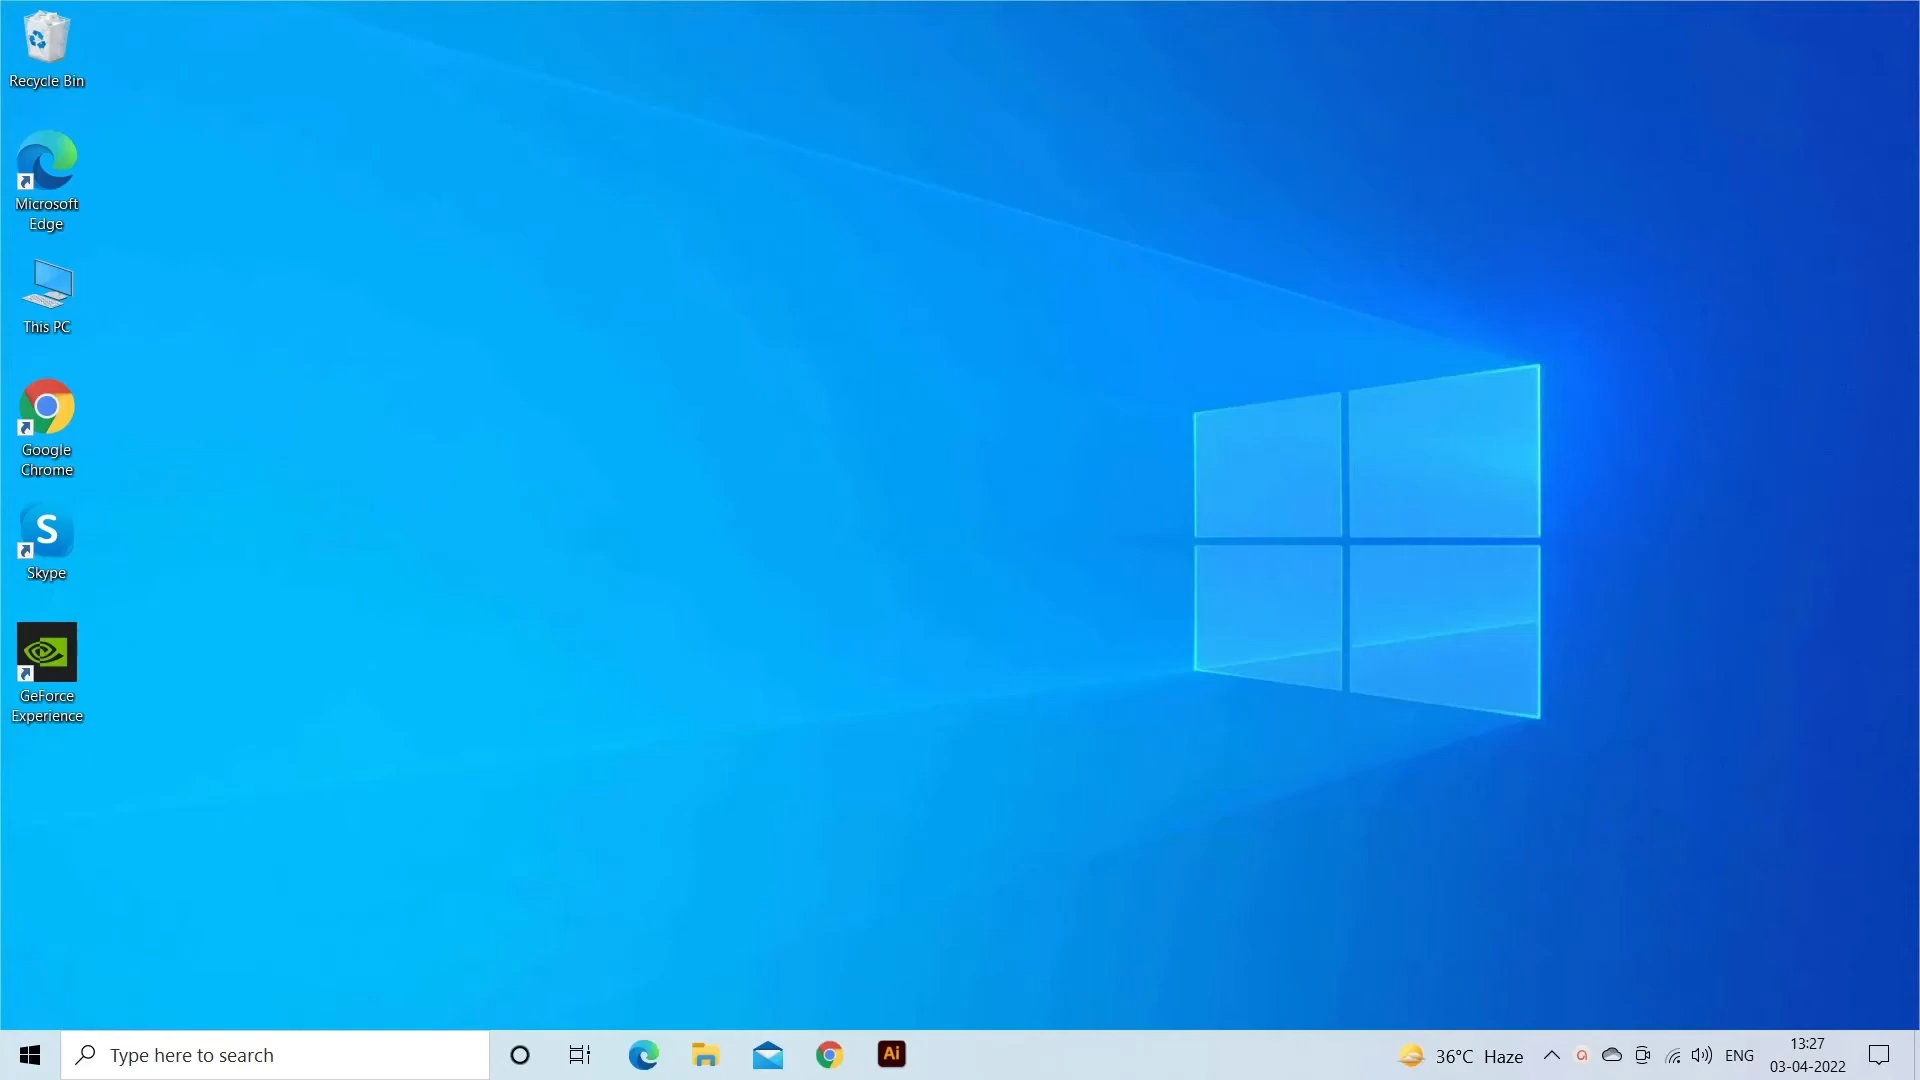 Recycle Bin
Microsoft
Edge
This PC
Google
Chrome
S
Skype
GeForce
Experience
Type here to search
Ai
36°C Haze
ENG
13:27
03-04-2022